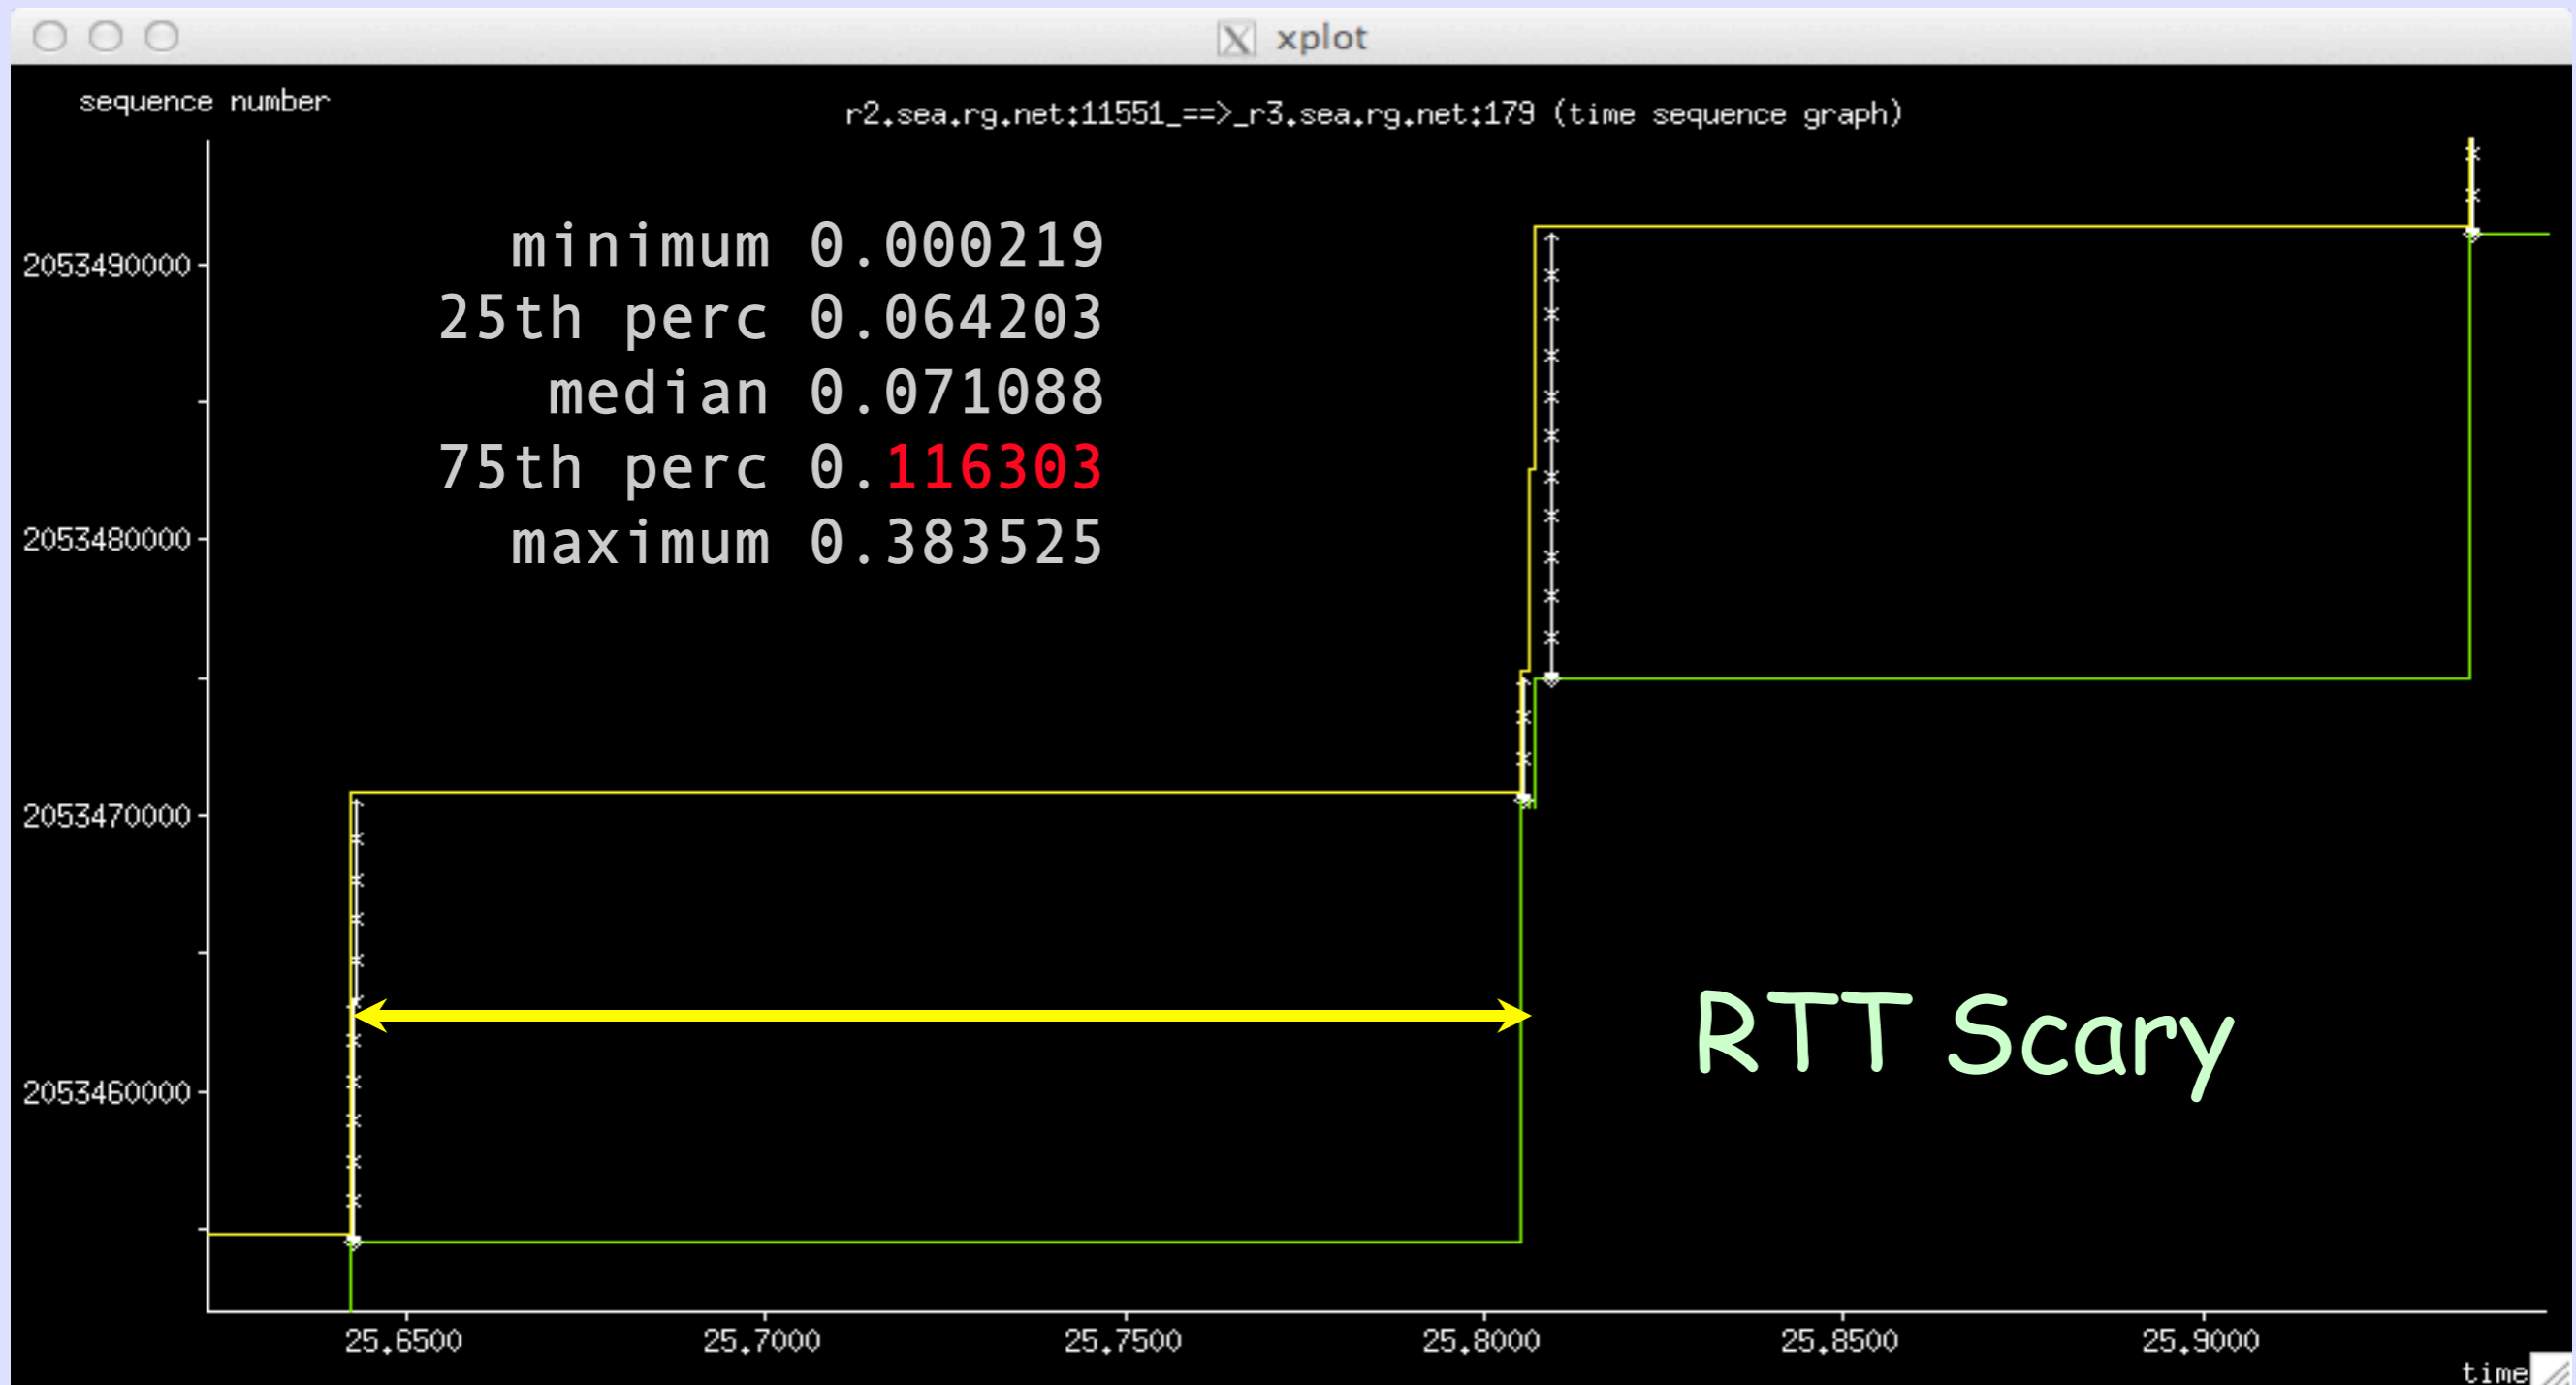 X xplot
sequence number
r2.sea.rg.net:11551_==>_r3.sea.rg.net:179 (time sequence graph)
minimum 0.000219
2053490000
25th perc 0.064203
median 0.071088
75th perc 0.116303
2053480000
maximum 0.383525
2053470000
RTT Scary
2053460000
25.6500 25.7000 25.7500 25.8000 25.8500 25.9000
time